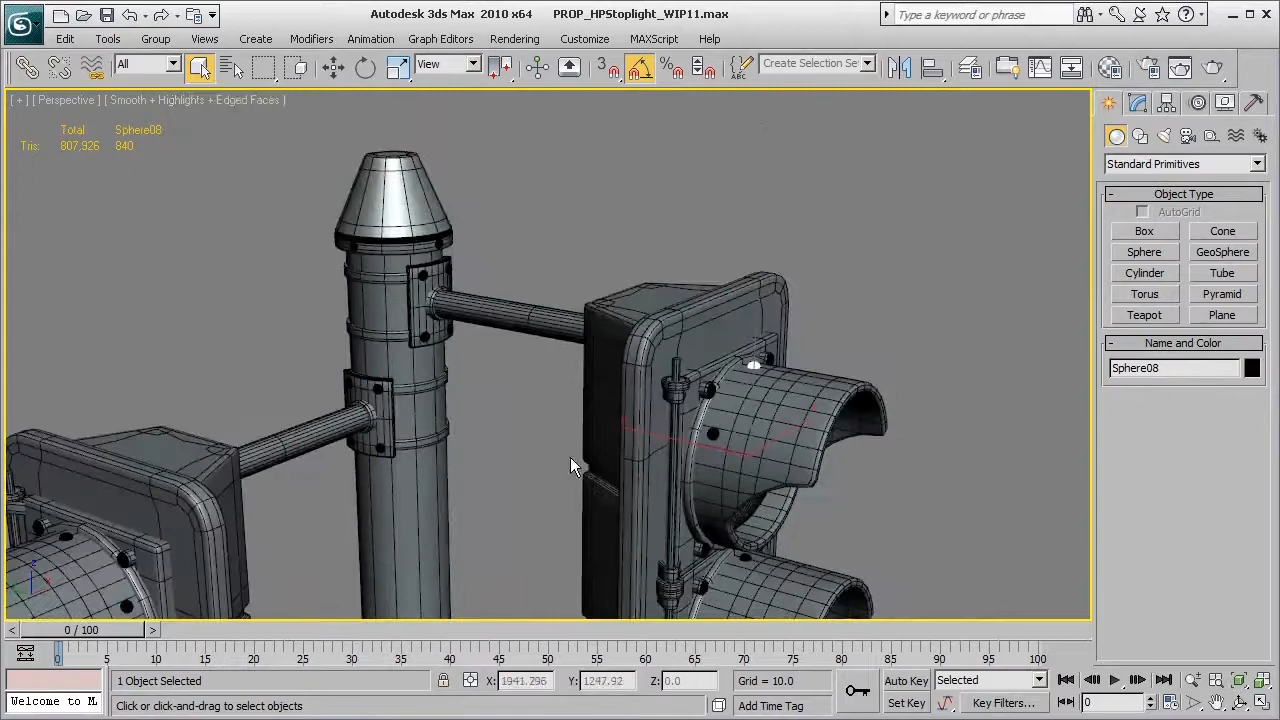 Autodesk 3ds Max 2010 x64 PROP_HPStoplight_WIP11.max
Type a keyword or phrase
Edit Tools Group Views Create Modifiers Animation Graph Editors Rendering Customize MAXScript Help
All View 3 Create Selection Se
[ + ] [ Perspective ] [ Smooth + Highlights + Edged Faces ]
Total Sphere08
Tris: 807,926 840
Standard Primitives
- Object Type
AutoGrid
Box Cone
Sphere GeoSphere
Cylinder Tube
Torus Pyramid
Teapot Plane
- Name and Color
Sphere08
z
< 0 / 100 >
0 5 10 15 20 25 30 35 40 45 50 55 60 65 70 75 80 85 90 95 100
1 Object Selected X: 1941.296 Y: 1247.92 Z: 0.0 Grid = 10.0 Auto Key Selected
Welcome to M Click or click-and-drag to select objects Add Time Tag Set Key Key Filters... 0